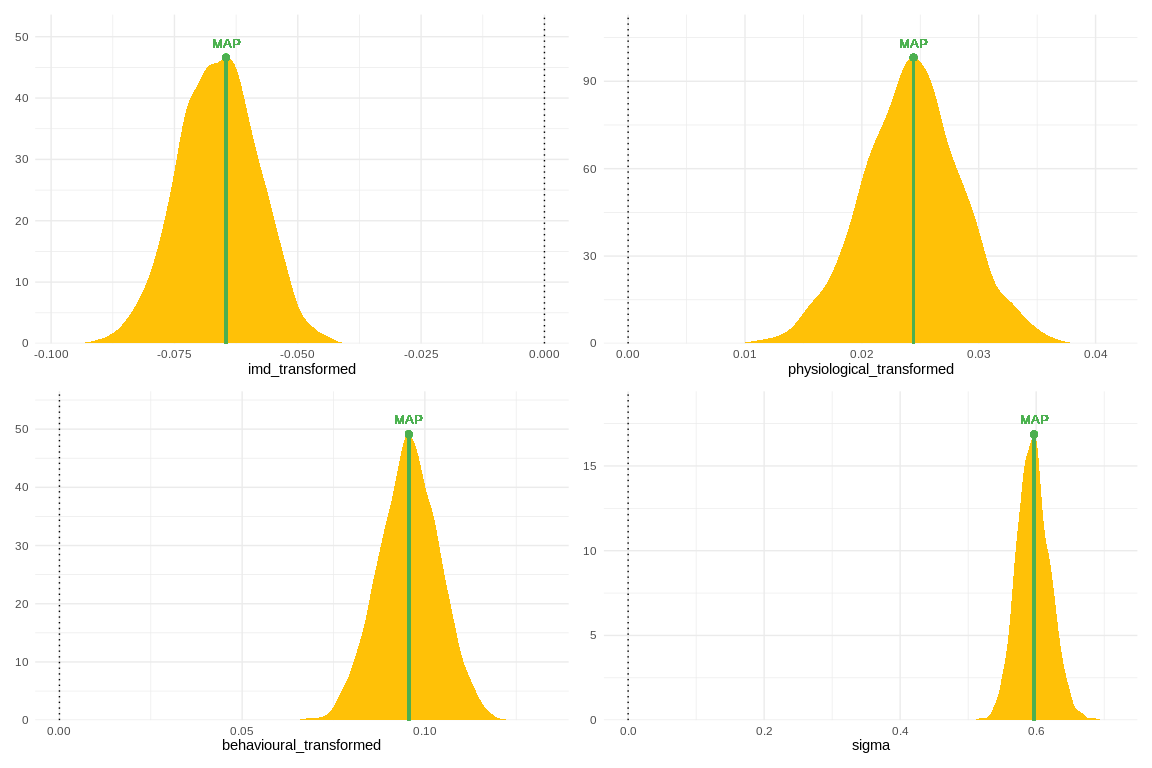 MAP
50
40
30
20
10
0
-0.100 -0.075 -0.050 -0.025 0.000
imd_transformed
MAP
90
60
30
0
0.00 0.01 0.02 0.03 0.04
physiological_transformed
MAP
50
40
30
20
10
0
0.00 0.05 0.10
behavioural_transformed
MAP
15
10
5
0
0.0 0.2 0.4 0.6
sigma